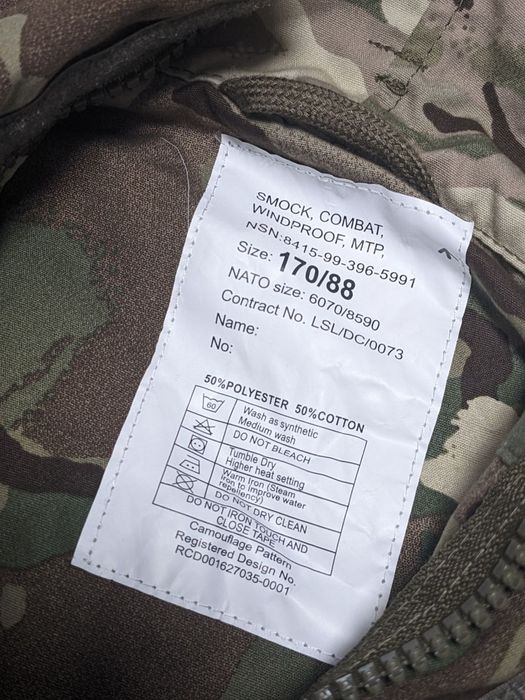 SMOCK, COMBAT,
WINDPROOF, MTP,
NSN:8415-99-396-5991
Size: 170/88
NATO size: 6070/8590
Contract No. LSL/DC/0073
Name:
No:
50%POLYESTER 50%COTTON
60
Wash as synthetic
Medium wash
DO NOT BLEACH
Tumble Dry
Higher heat setting
Warm Iron (Steam
iron to improve water
repellency)
DO NOT DRY CLEAN
DO NOT IRON TOUCH AND
CLOSE TAPE
Camouflage Pattern
Registered Design No.
RCD001627035-0001